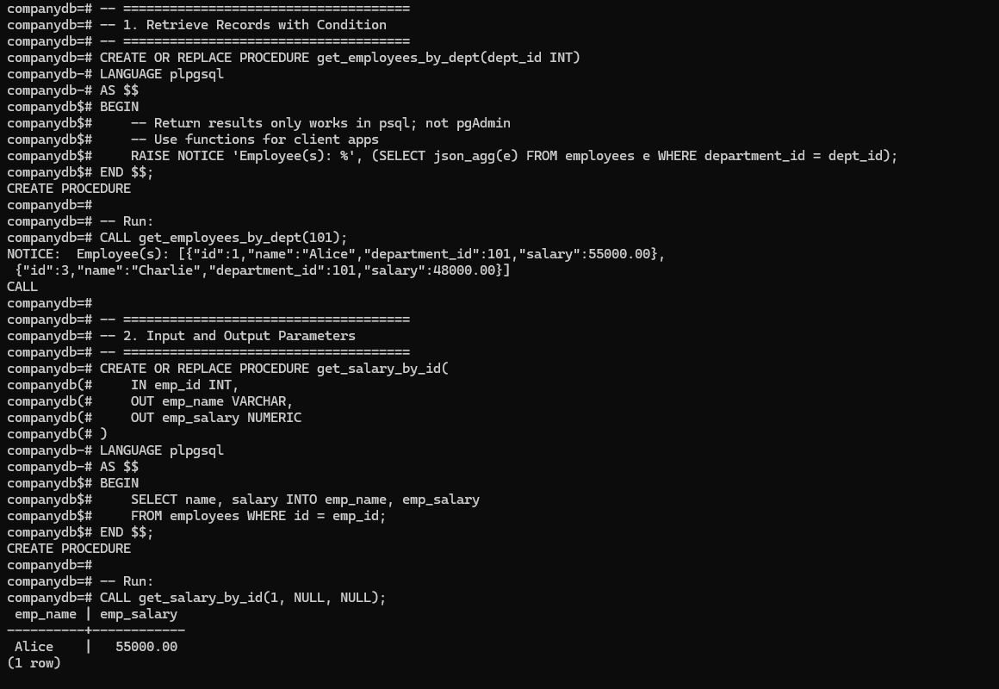 companydb=# -- =====================================
companydb=# -- 1. Retrieve Records with Condition
companydb=# -- =====================================
companydb=# CREATE OR REPLACE PROCEDURE get_employees_by_dept(dept_id INT)
companydb-# LANGUAGE plpgsql
companydb-# AS $$
companydb$# BEGIN
companydb$#     -- Return results only works in psql; not pgAdmin
companydb$#     -- Use functions for client apps
companydb$#     RAISE NOTICE 'Employee(s): %', (SELECT json_agg(e) FROM employees e WHERE department_id = dept_id);
companydb$# END $$;
CREATE PROCEDURE
companydb=#
companydb=# -- Run:
companydb=# CALL get_employees_by_dept(101);
NOTICE:  Employee(s): [{"id":1,"name":"Alice","department_id":101,"salary":55000.00},
 {"id":3,"name":"Charlie","department_id":101,"salary":48000.00}]
CALL
companydb=#
companydb=# -- =====================================
companydb=# -- 2. Input and Output Parameters
companydb=# -- =====================================
companydb=# CREATE OR REPLACE PROCEDURE get_salary_by_id(
companydb(#     IN emp_id INT,
companydb(#     OUT emp_name VARCHAR,
companydb(#     OUT emp_salary NUMERIC
companydb(# )
companydb-# LANGUAGE plpgsql
companydb-# AS $$
companydb$# BEGIN
companydb$#     SELECT name, salary INTO emp_name, emp_salary
companydb$#     FROM employees WHERE id = emp_id;
companydb$# END $$;
CREATE PROCEDURE
companydb=#
companydb=# -- Run:
companydb=# CALL get_salary_by_id(1, NULL, NULL);
 emp_name | emp_salary
----------+------------
 Alice    |   55000.00
(1 row)